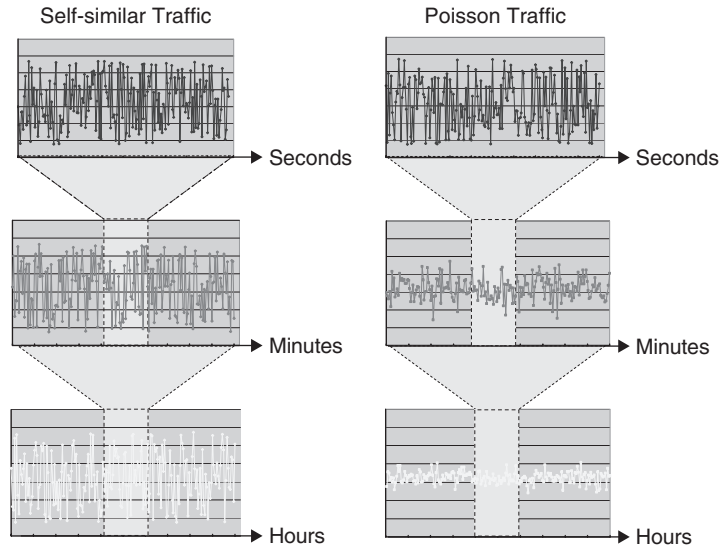 Self-similar Traffic
Poisson Traffic
Seconds
Seconds
Minutes
Minutes
Hours
Hours